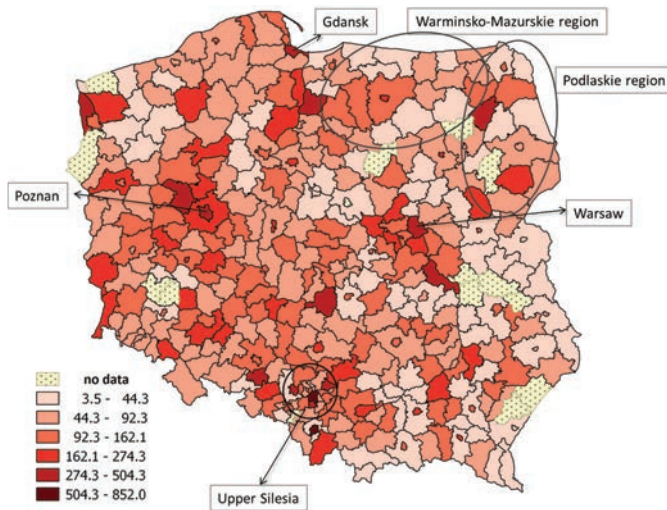 Gdansk
Warminsko-Mazurskie region
Podlaskie region
Poznan
Warsaw
no data
3.5 - 44.3
44.3 - 92.3
92.3 - 162.1
162.1 - 274.3
274.3 - 504.3
504.3 - 852.0
Upper Silesia